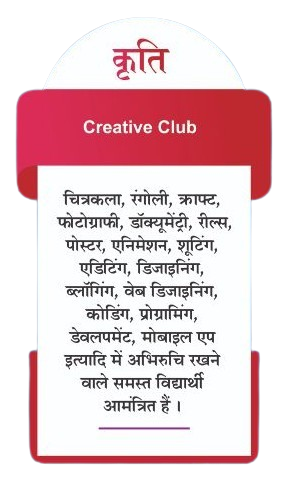 कृति
Creative Club
चित्रकला, रंगोली, क्राफ्ट,
फोटोग्राफी, डॉक्यूमेंट्री, रील्स,
पोस्टर, एनिमेशन, शूटिंग,
एडिटिंग, डिजाइनिंग,
ब्लॉगिंग, वेब डिजाइनिंग,
कोडिंग, प्रोग्रामिंग,
डेवलपमेंट, मोबाइल एप
इत्यादि में अभिरुचि रखने
वाले समस्त विद्यार्थी
आमंत्रित हैं ।